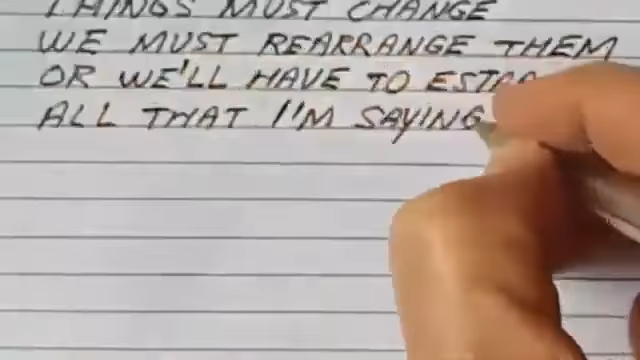 THINGS MUST CHANGE
WE MUST REARRANGE THEM
OR WE'LL HAVE TO
ALL THAT I'M SAYING